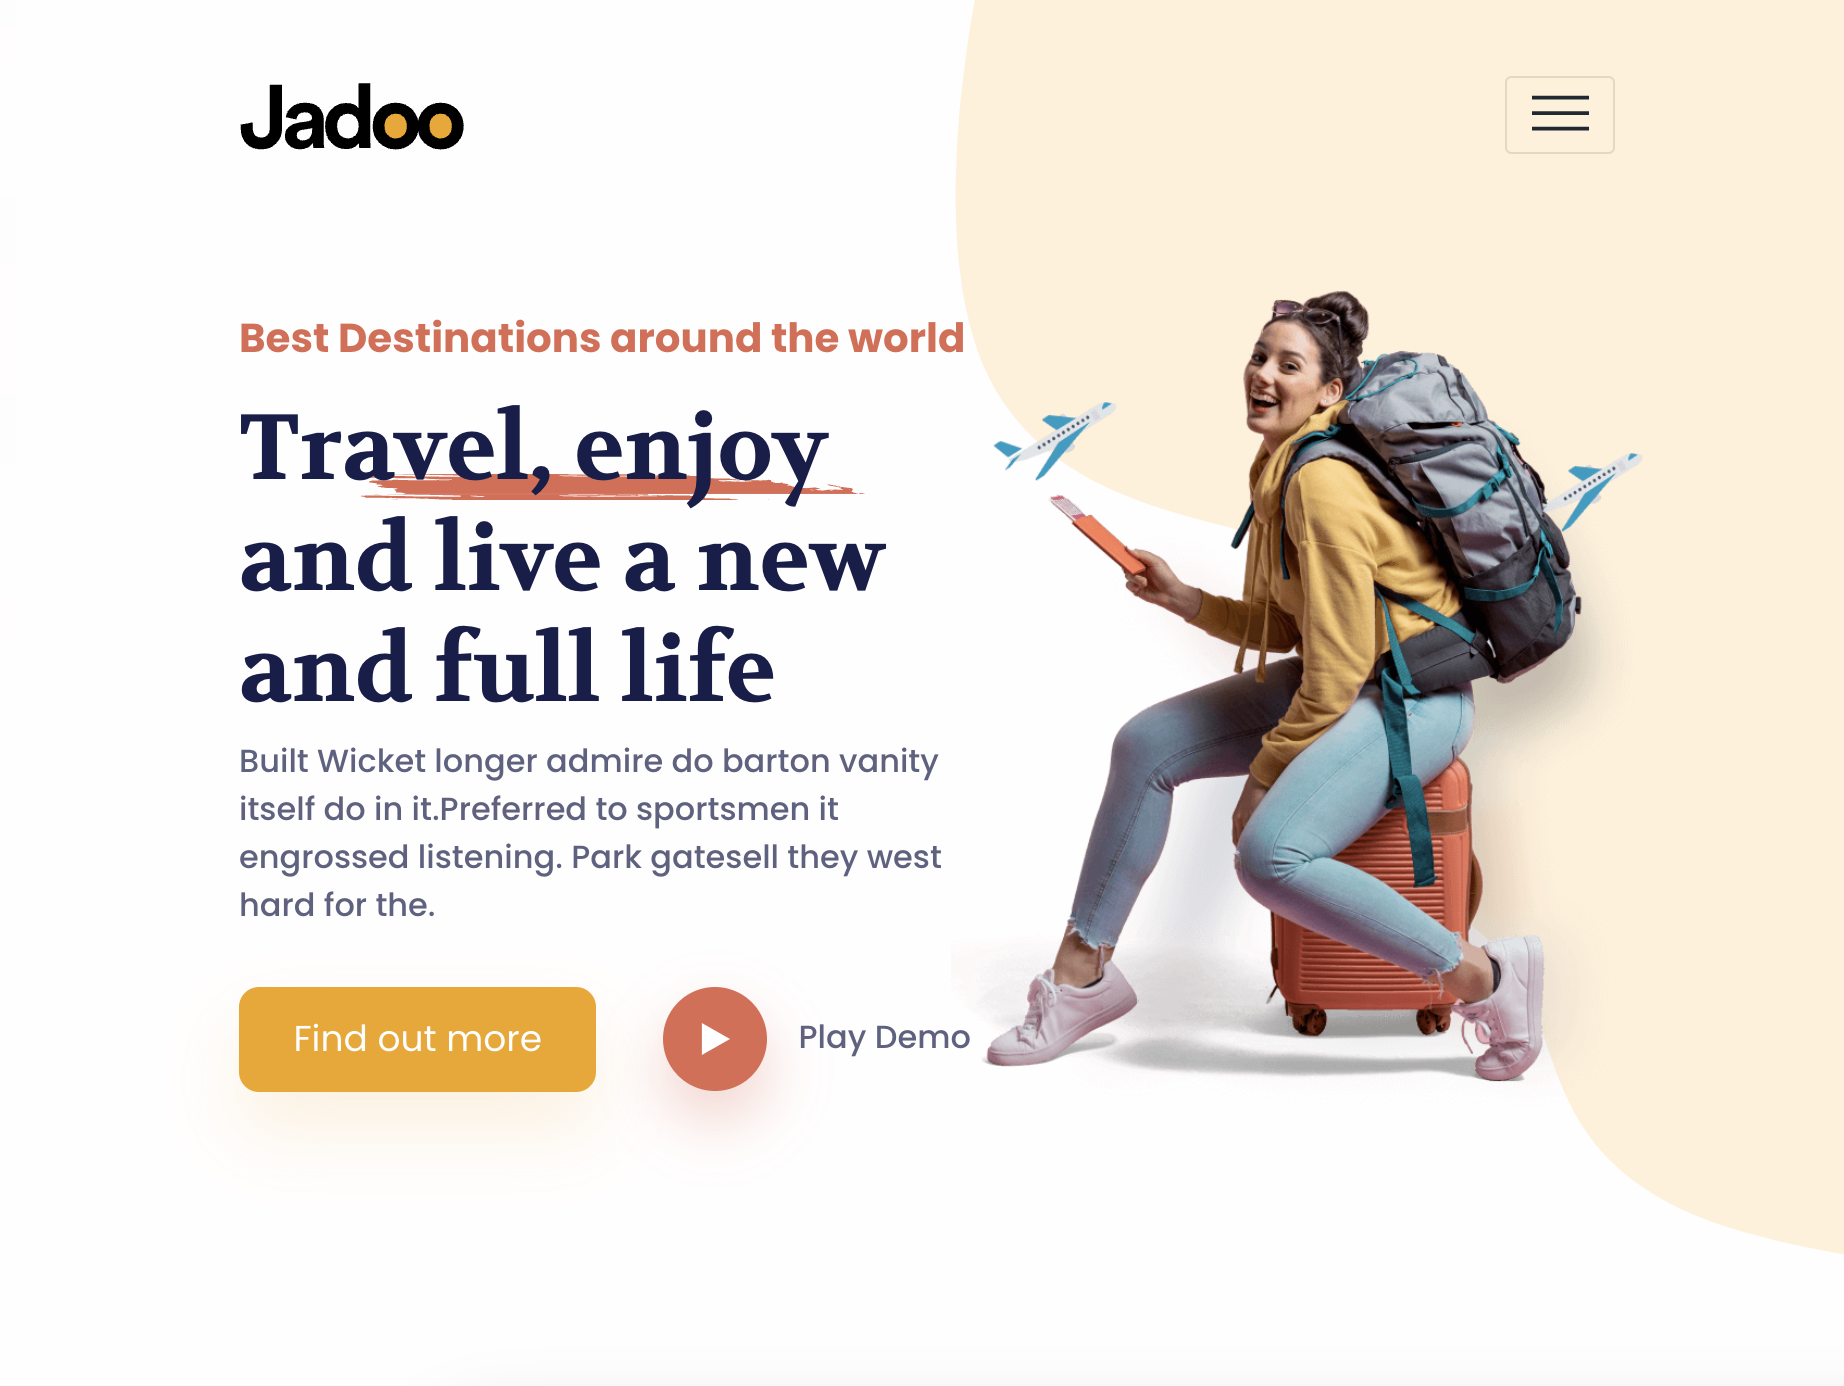 Jadoo
Best Destinations around the world
Travel, enjoy
and live a new
and full life
Built Wicket longer admire do barton vanity
itself do in it.Preferred to sportsmen it
engrossed listening. Park gatesell they west
hard for the.
Find out more
Play Demo